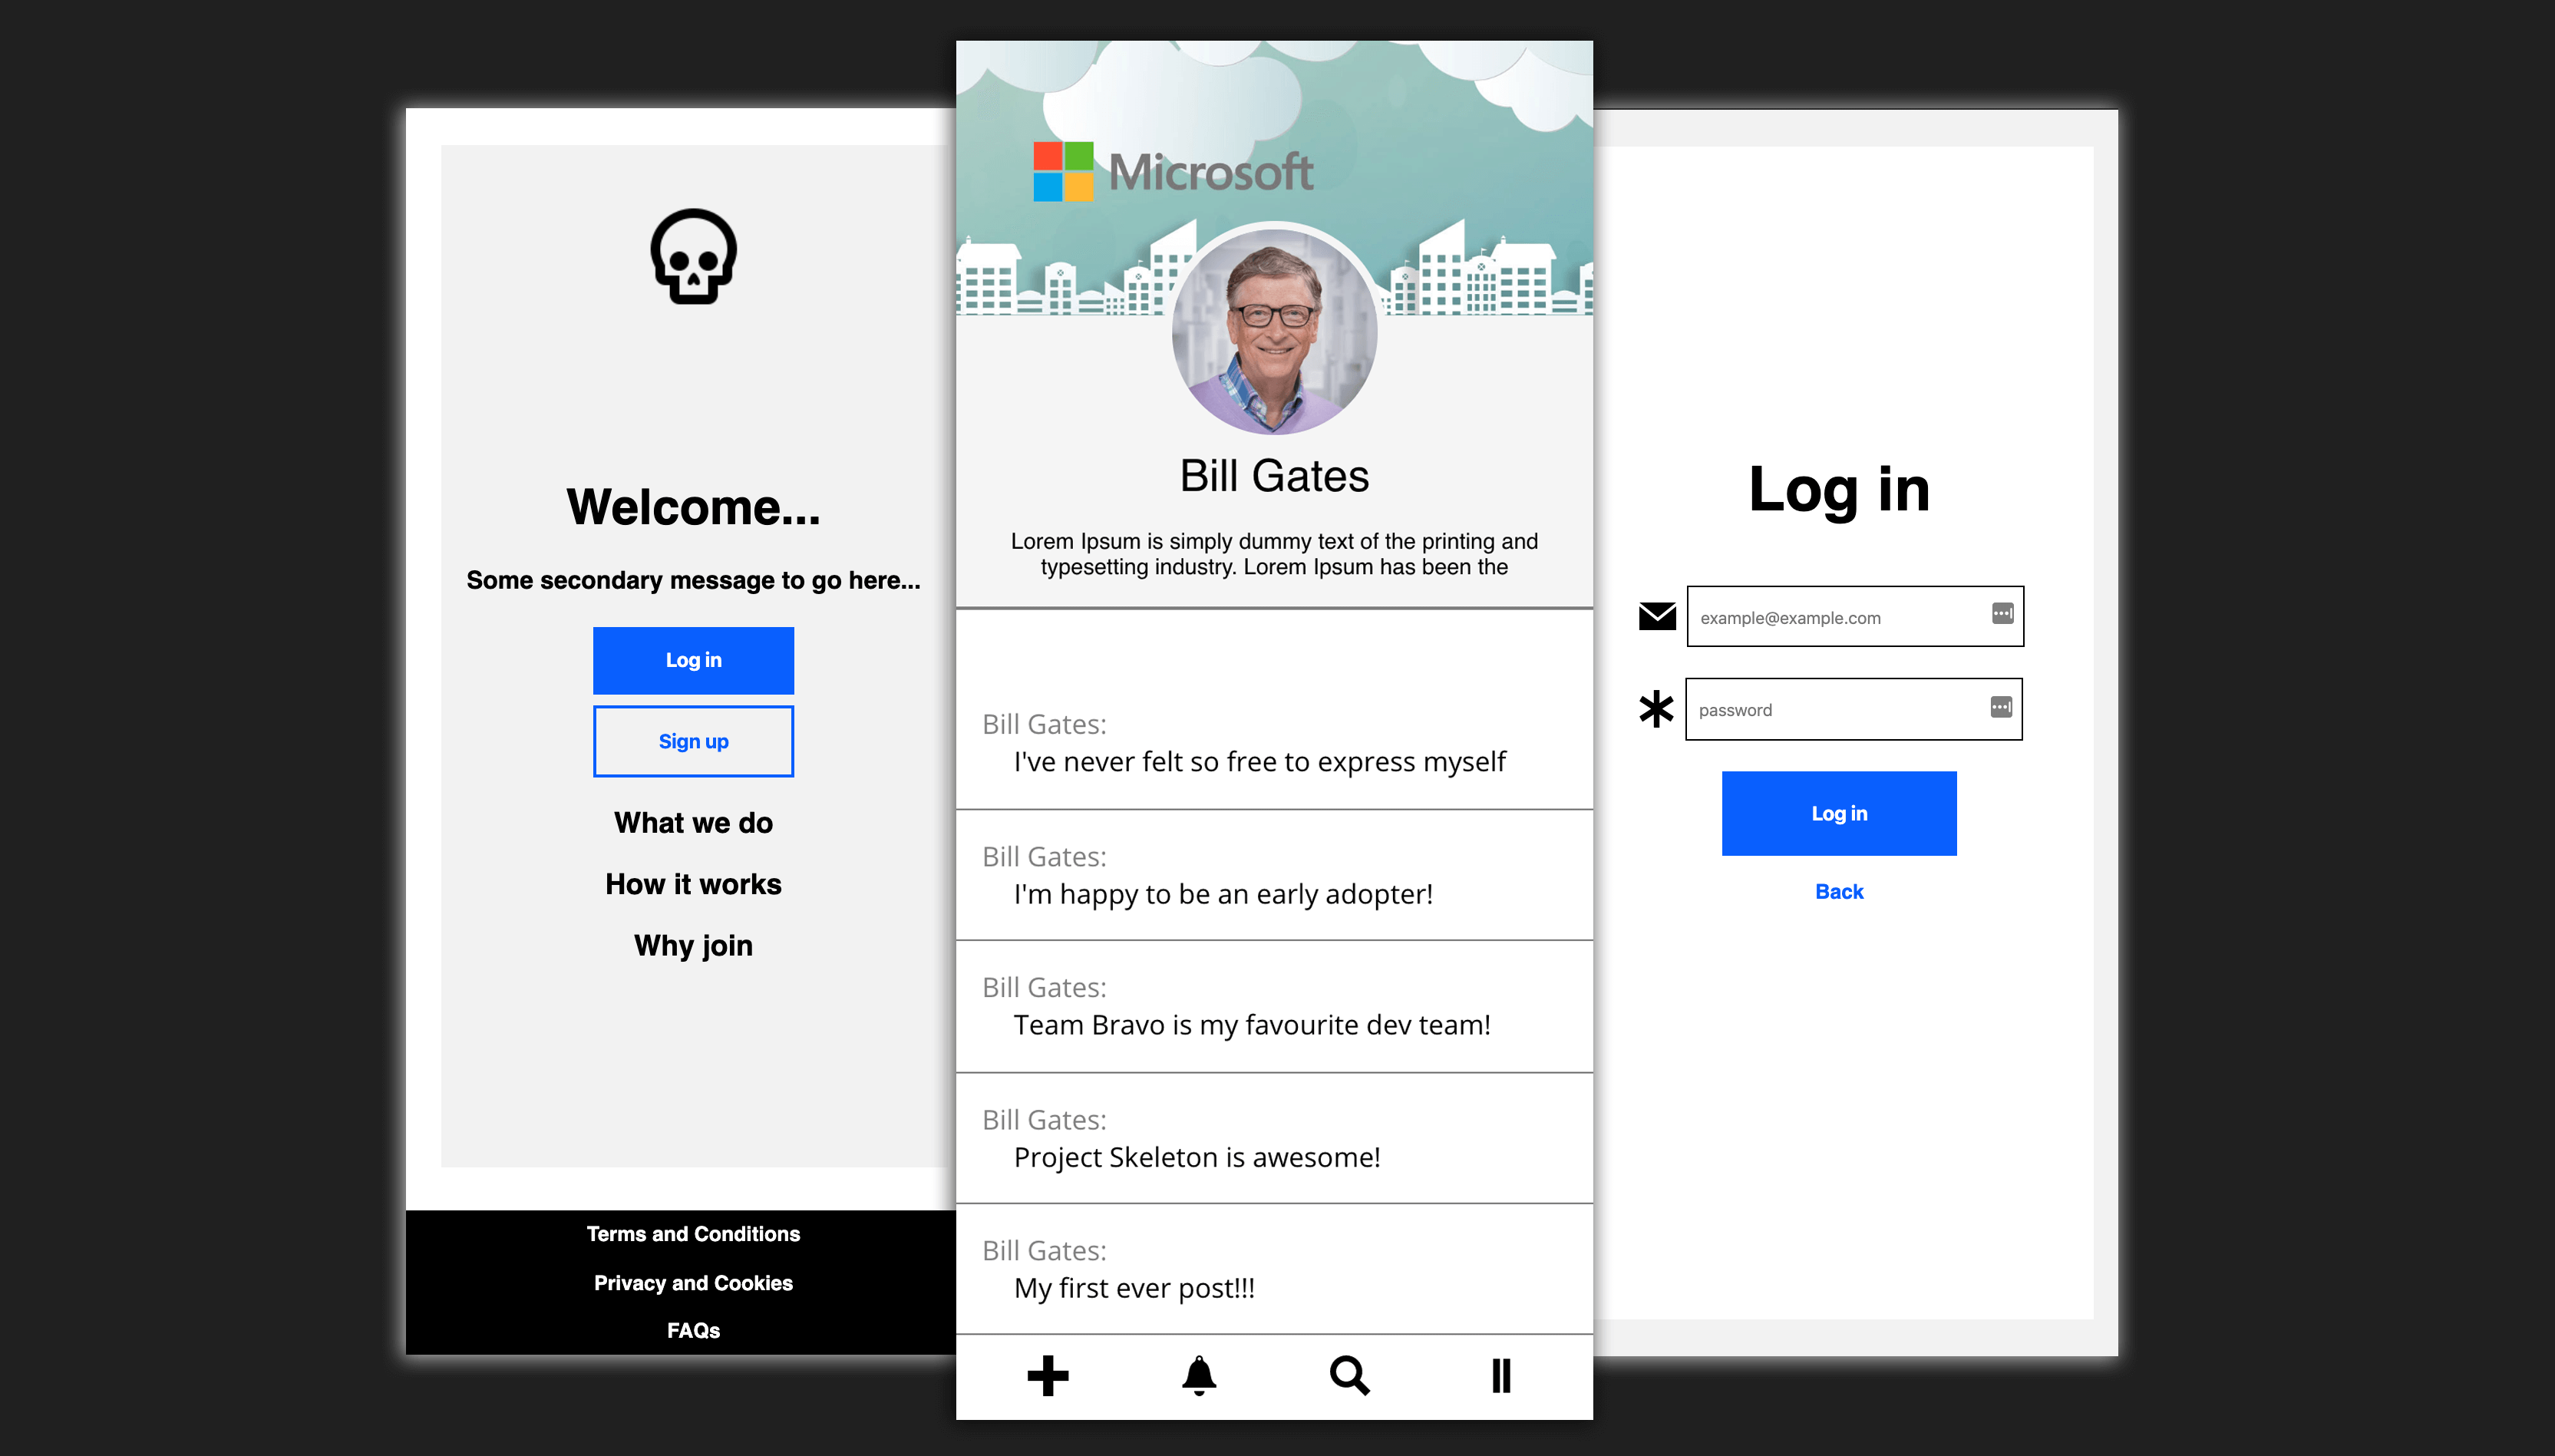 Welcome...
Some secondary message to go here...
Log in
Sign up
What we do
How it works
Why join
Terms and Conditions
Privacy and Cookies
FAQs
Microsoft
Bill Gates
Lorem Ipsum is simply dummy text of the printing and
typesetting industry. Lorem Ipsum has been the
Bill Gates:
I've never felt so free to express myself
Bill Gates:
I'm happy to be an early adopter!
Bill Gates:
Team Bravo is my favourite dev team!
Bill Gates:
Project Skeleton is awesome!
Bill Gates:
My first ever post!!!
Log in
example@example.com
password
Log in
Back